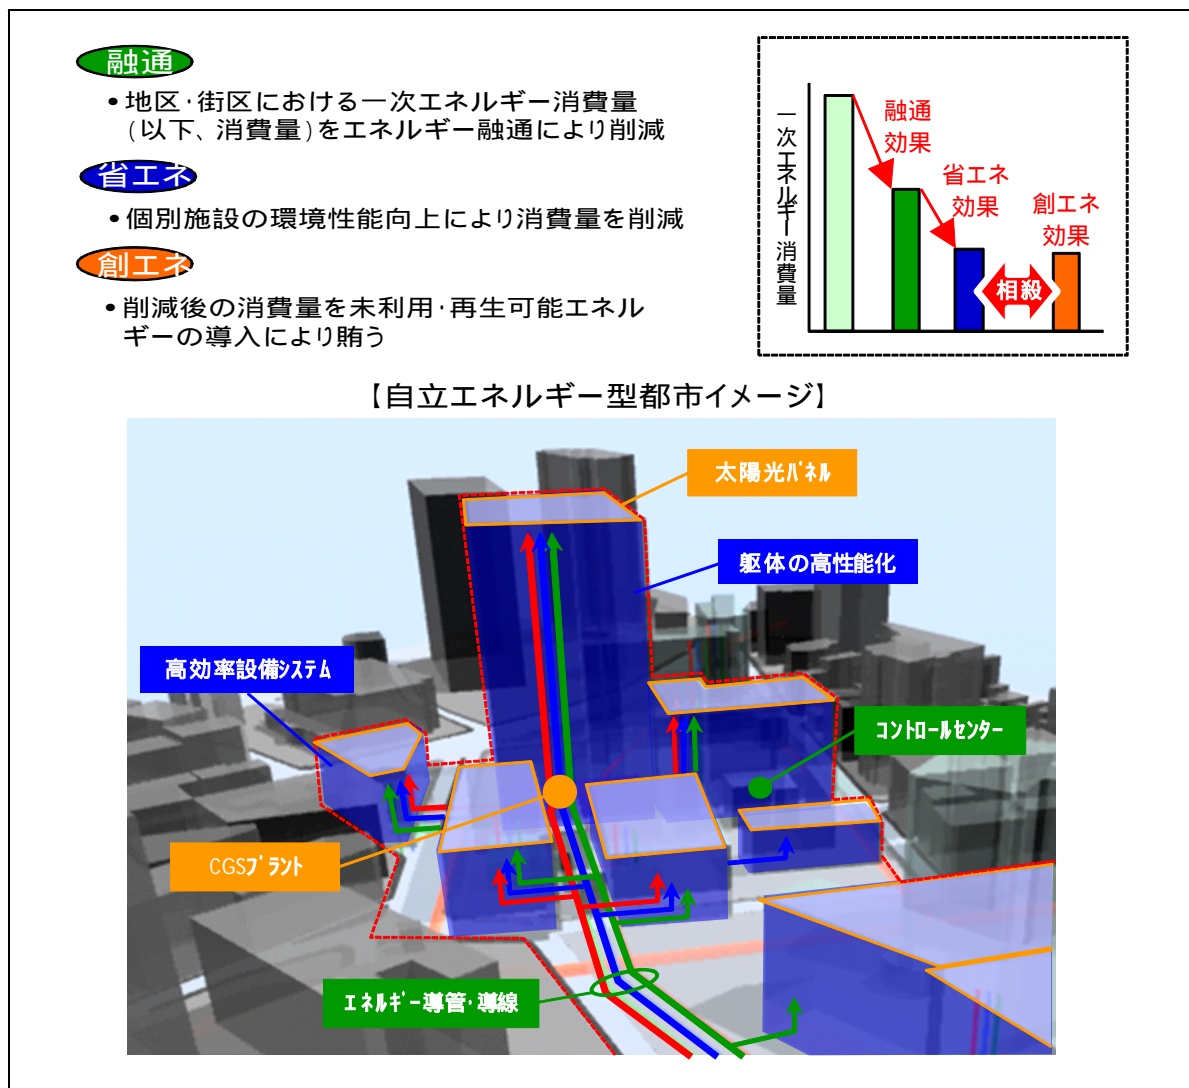 融通
•地区･街区における一次エネルギー消費量
(以下、消費量)をエネルギー融通により削減
省エネ
•個別施設の環境性能向上により消費量を削減
創エネ
•削減後の消費量を未利用･再生可能エネル
ギーの導入により賄う
一次エネルギー消費量
融通
効果
省エネ
効果
創エネ
効果
相殺
【自立エネルギー型都市イメージ】
太陽光ﾊﾟﾈﾙ
躯体の高性能化
高効率設備ｼｽﾃﾑ
ｺﾝﾄﾛｰﾙｾﾝﾀｰ
CGSﾌﾟﾗﾝﾄ
ｴﾈﾙｷﾞｰ導管･導線